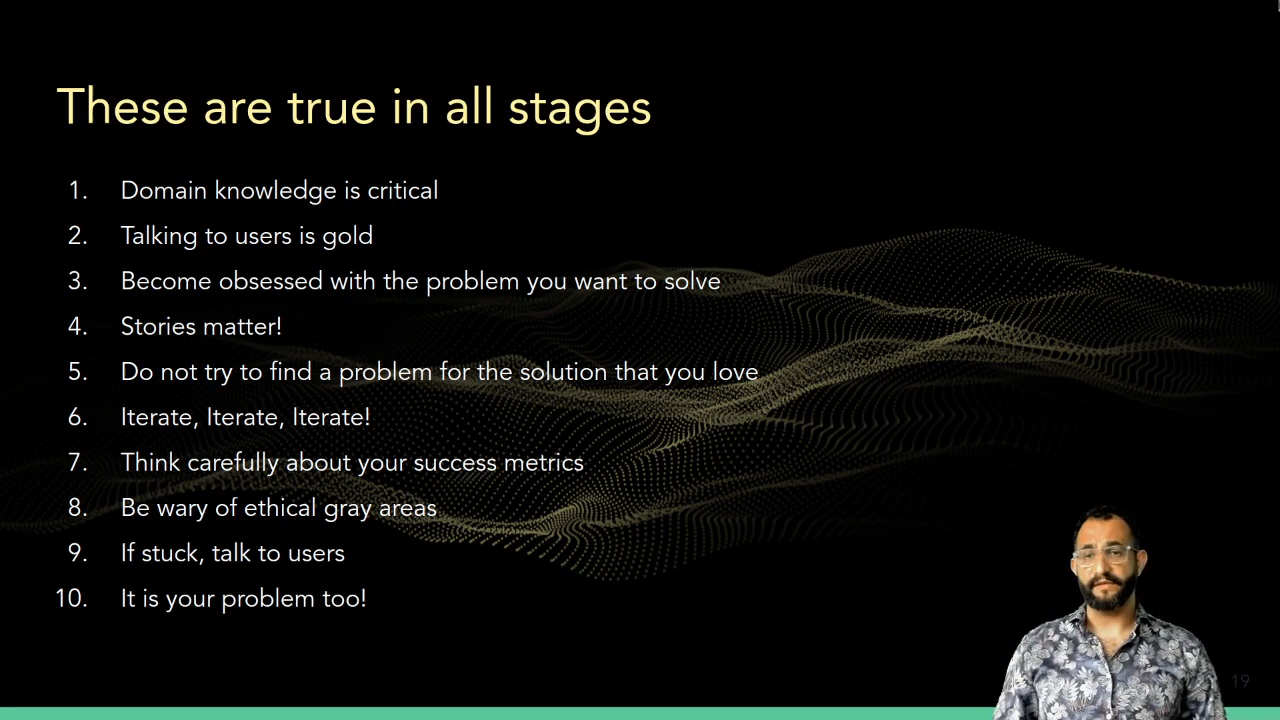 These are true in all stages
1. Domain knowledge is critical
2. Talking to users is gold
3. Become obsessed with the problem you want to solve
4. Stories matter!
5. Do not try to find a problem for the solution that you love
6. Iterate, Iterate, Iterate!
7. Think carefully about your success metrics
8. Be wary of ethical gray areas
9. If stuck, talk to users
10. It is your problem too!
19